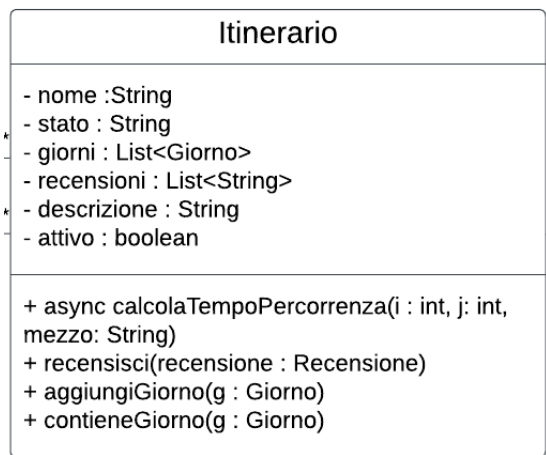 Itinerario
- nome :String
- stato : String
- giorni : List<Giorno>
- recensioni : List<String>
- descrizione : String
- attivo : boolean
+ async calcolaTempoPercorrenza(i : int, j: int,
mezzo: String)
+ recensisci(recensione : Recensione)
+ aggiungiGiorno(g : Giorno)
+ contieneGiorno(g : Giorno)
*
*